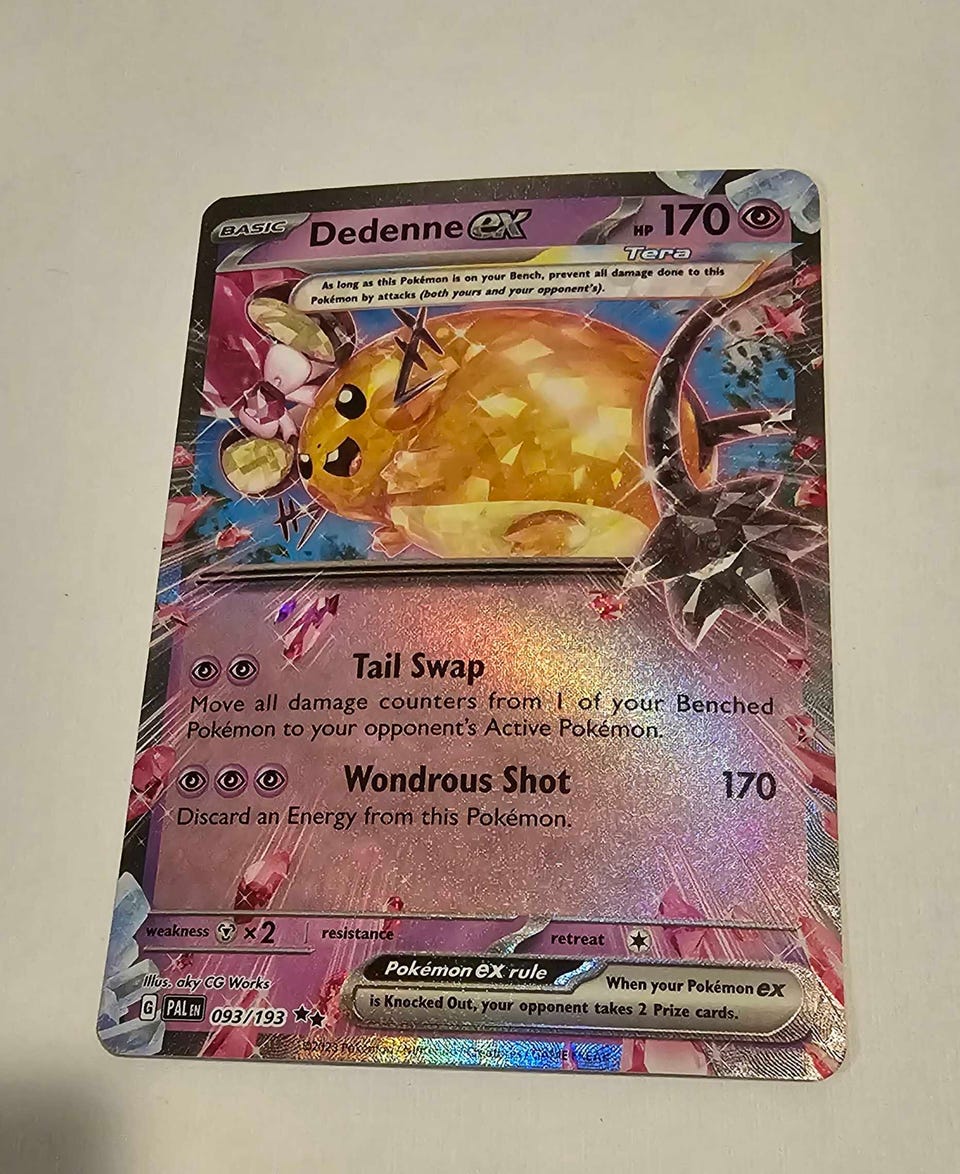 BASIC Dedenne ex HP 170
Tera
As long as this Pokémon is on your Bench, prevent all damage done to this
Pokémon by attacks (both yours and your opponent's).
Tail Swap
Move all damage counters from 1 of your Benched
Pokémon to your opponent's Active Pokémon.
Wondrous Shot 170
Discard an Energy from this Pokémon.
weakness ×2 resistance retreat
Illus. aky CG Works
Pokémon ex rule When your Pokémon ex
is Knocked Out, your opponent takes 2 Prize cards.
G PAL EN 093/193